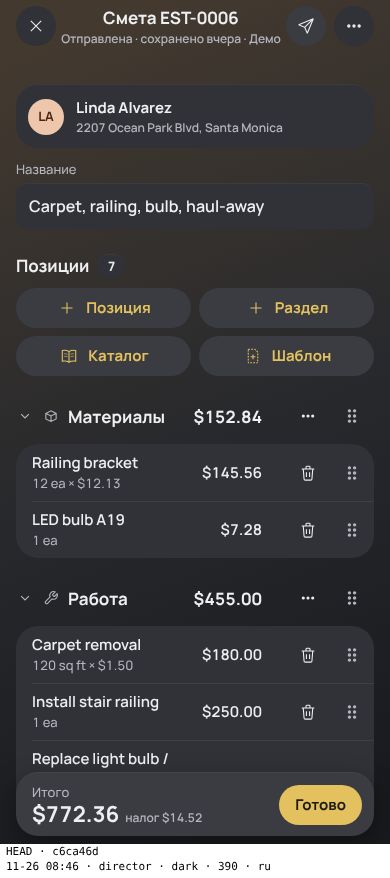 Смета EST-0006
Отправлена · сохранено вчера · Демо
LA
Linda Alvarez
2207 Ocean Park Blvd, Santa Monica
Название
Carpet, railing, bulb, haul-away
Позиции 7
+ Позиция
+ Раздел
Каталог
Шаблон
Материалы $152.84
Railing bracket
12 ea × $12.13
$145.56
LED bulb A19
1 ea
$7.28
Работа $455.00
Carpet removal
120 sq ft × $1.50
$180.00
Install stair railing
1 ea
$250.00
Replace light bulb /
Итого
$772.36 налог $14.52
Готово
HEAD · c6ca46d
11-26 08:46 · director · dark · 390 · ru